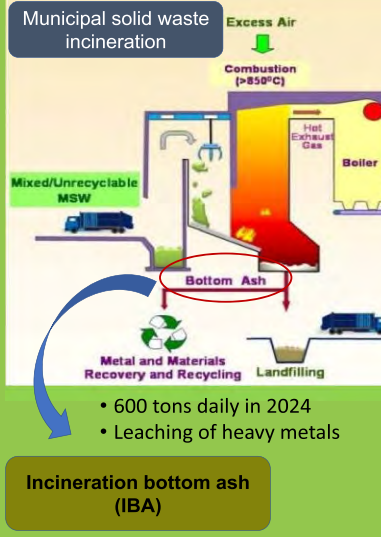 Municipal solid waste
incineration
Excess Air
Combustion
(>850ºC)
Hot
Exhaust
Gas
Boiler
Mixed/Unrecyclable
MSW
Bottom Ash
Metal and Materials
Recovery and Recycling
Landfilling
• 600 tons daily in 2024
• Leaching of heavy metals
Incineration bottom ash
(IBA)